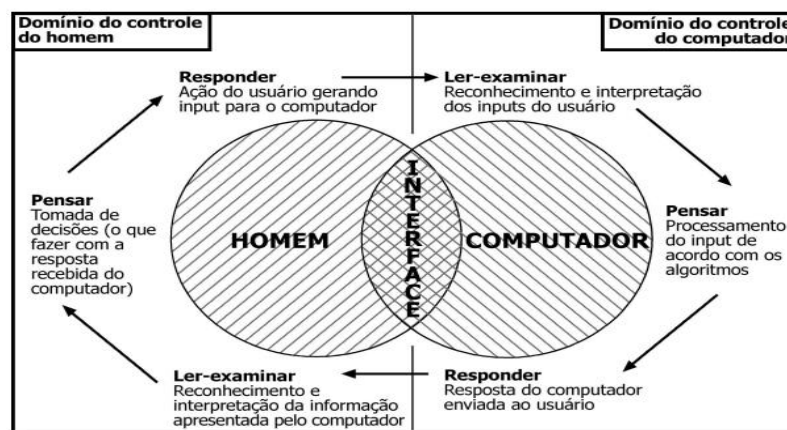 Domínio do controle
do homem
Domínio do controle
do computador
Responder
Ação do usuário gerando
input para o computador
Ler-examinar
Reconhecimento e interpretação
dos inputs do usuário
Pensar
Tomada de
decisões (o que
fazer com a
resposta
recebida do
computador)
HOMEM
INTERFACE
COMPUTADOR
Pensar
Processamento
do input de
acordo com os
algoritmos
Ler-examinar
Reconhecimento e
interpretação da informação
apresentada pelo computador
Responder
Resposta do computador
enviada ao usuário